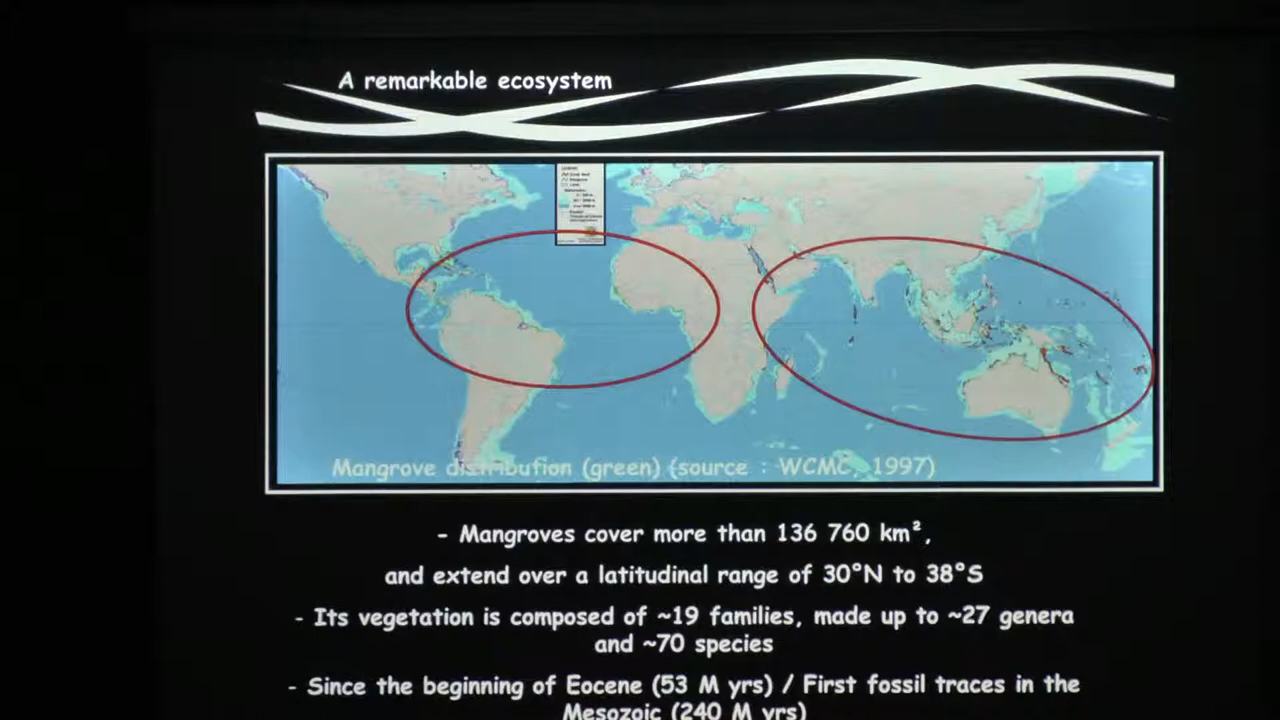 A remarkable ecosystem
Mangrove distribution (green) (source : WCMC, 1997)
- Mangroves cover more than 136 760 km²,
and extend over a latitudinal range of 30°N to 38°S
- Its vegetation is composed of ~19 families, made up to ~27 genera
and ~70 species
- Since the beginning of Eocene (53 M yrs) / First fossil traces in the
Mesozoic (240 M yrs)